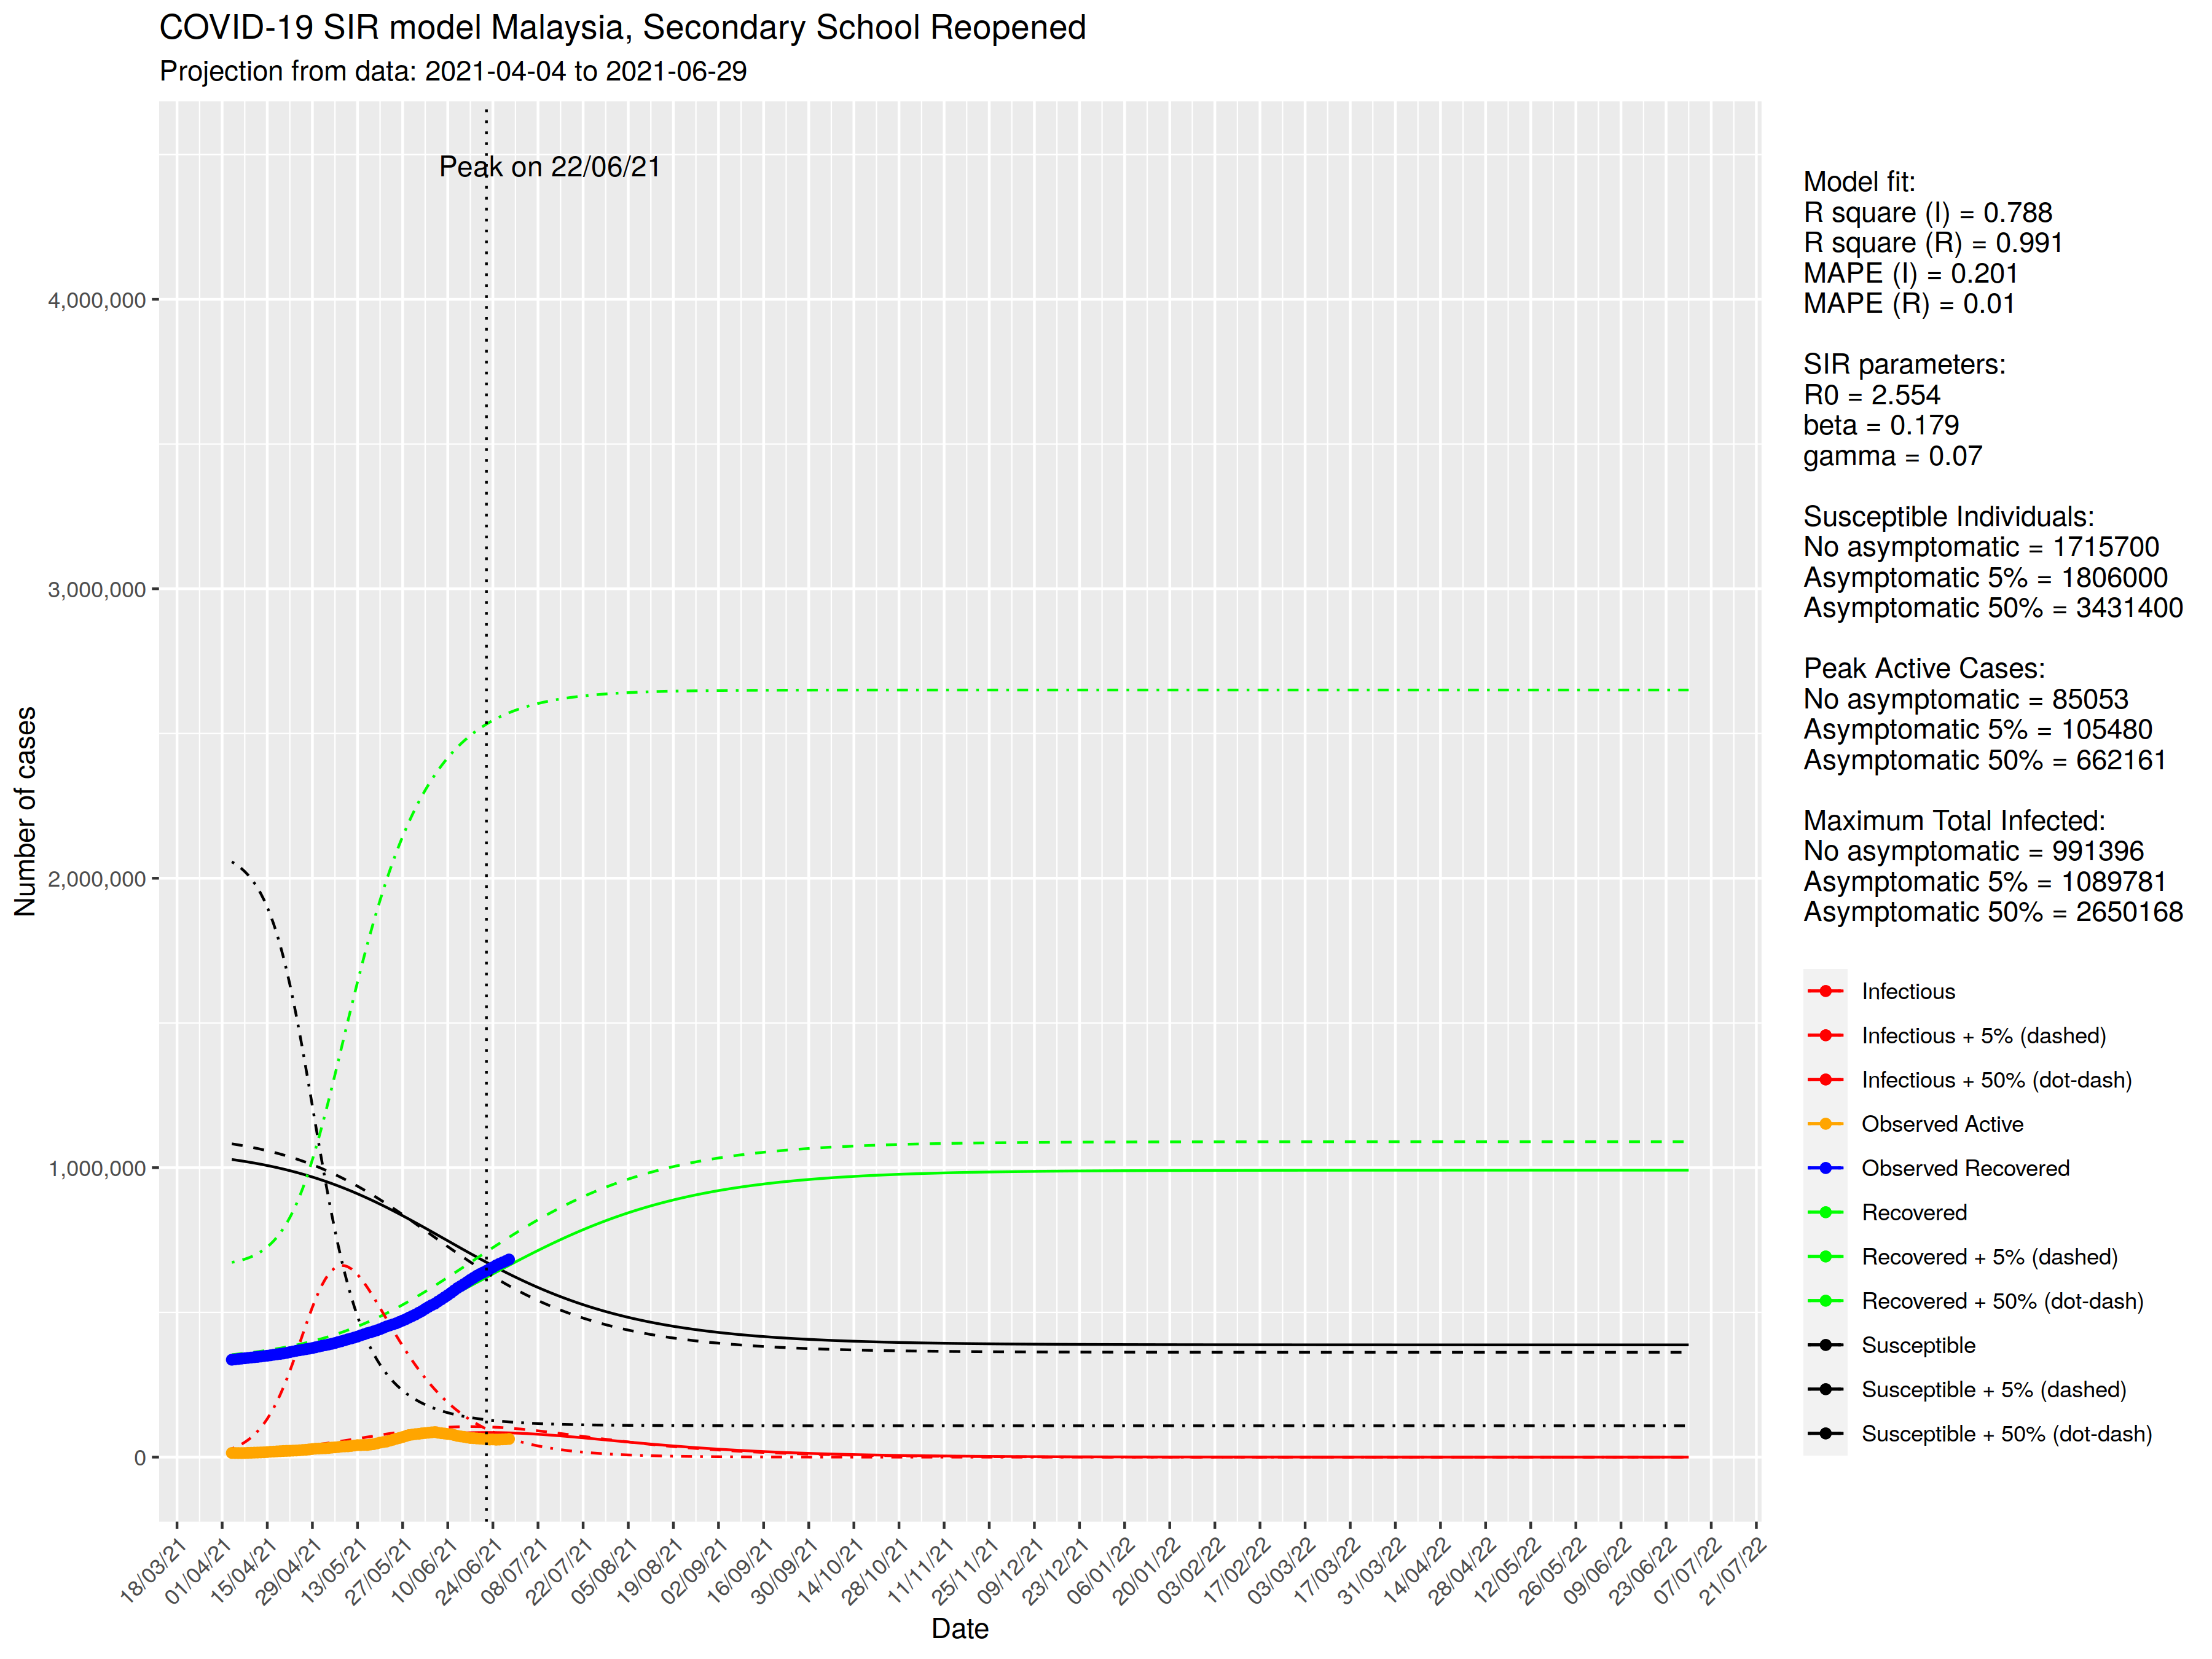 COVID-19 SIR model Malaysia, Secondary School Reopened
Projection from data: 2021-04-04 to 2021-06-29
Peak on 22/06/21
Number of cases
4,000,000
3,000,000
2,000,000
1,000,000
0
18/03/21
01/04/21
15/04/21
29/04/21
13/05/21
27/05/21
10/06/21
24/06/21
08/07/21
22/07/21
05/08/21
19/08/21
02/09/21
16/09/21
30/09/21
14/10/21
28/10/21
11/11/21
25/11/21
09/12/21
23/12/21
06/01/22
20/01/22
03/02/22
17/02/22
03/03/22
17/03/22
31/03/22
14/04/22
28/04/22
12/05/22
26/05/22
09/06/22
23/06/22
07/07/22
21/07/22
Date
Model fit:
R square (I) = 0.788
R square (R) = 0.991
MAPE (I) = 0.201
MAPE (R) = 0.01
SIR parameters:
R0 = 2.554
beta = 0.179
gamma = 0.07
Susceptible Individuals:
No asymptomatic = 1715700
Asymptomatic 5% = 1806000
Asymptomatic 50% = 3431400
Peak Active Cases:
No asymptomatic = 85053
Asymptomatic 5% = 105480
Asymptomatic 50% = 662161
Maximum Total Infected:
No asymptomatic = 991396
Asymptomatic 5% = 1089781
Asymptomatic 50% = 2650168
Infectious
Infectious + 5% (dashed)
Infectious + 50% (dot-dash)
Observed Active
Observed Recovered
Recovered
Recovered + 5% (dashed)
Recovered + 50% (dot-dash)
Susceptible
Susceptible + 5% (dashed)
Susceptible + 50% (dot-dash)